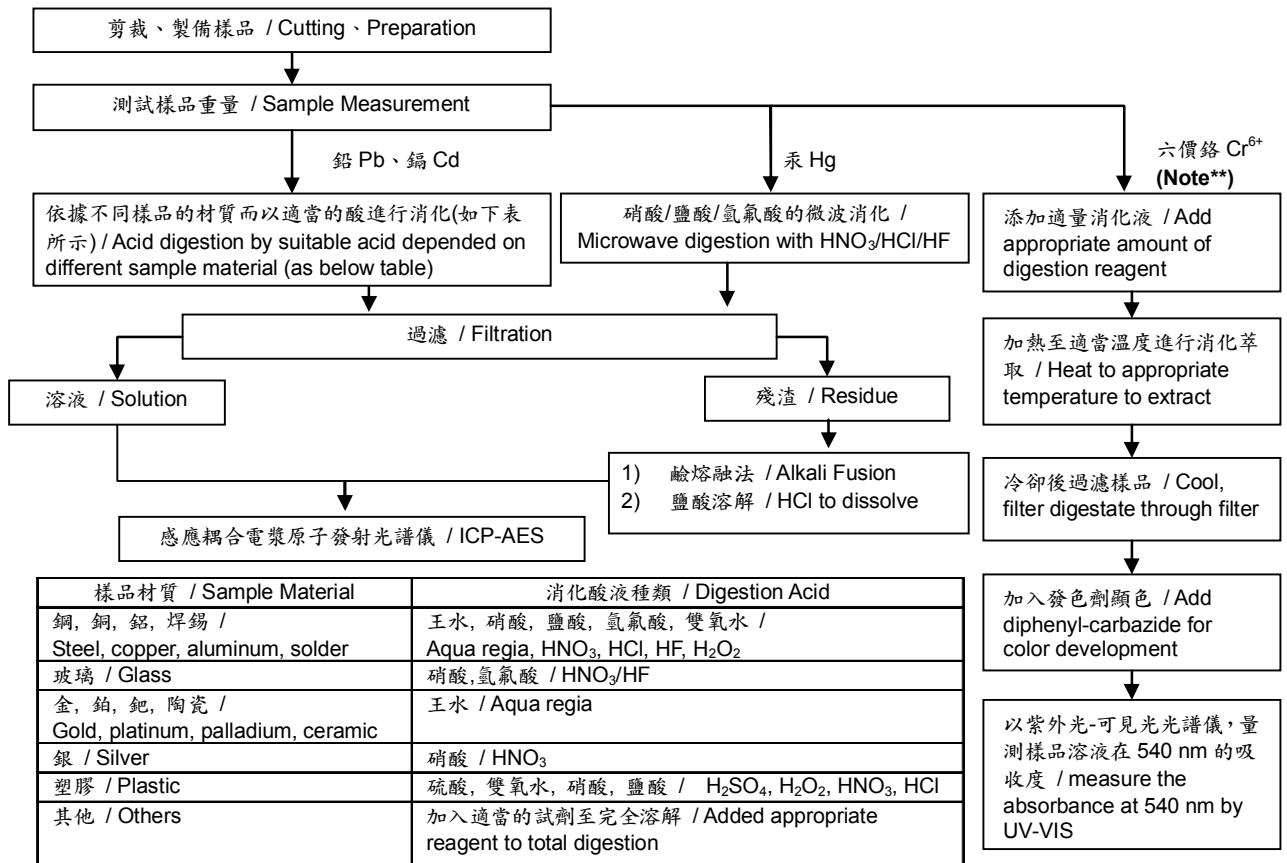 剪裁、製備樣品 / Cutting、Preparation
測試樣品重量 / Sample Measurement
鉛 Pb、鎘 Cd
汞 Hg
六價鉻 Cr⁶⁺
(Note**)
依據不同樣品的材質而以適當的酸進行消化(如下表
所示) / Acid digestion by suitable acid depended on
different sample material (as below table)
硝酸/鹽酸/氫氟酸的微波消化 /
Microwave digestion with HNO₃/HCl/HF
添加適量消化液 / Add
appropriate amount of
digestion reagent
過濾 / Filtration
加熱至適當溫度進行消化萃
取 / Heat to appropriate
temperature to extract
溶液 / Solution
殘渣 / Residue
1) 鹼熔融法 / Alkali Fusion
2) 鹽酸溶解 / HCl to dissolve
冷卻後過濾樣品 / Cool,
filter digestate through filter
感應耦合電漿原子發射光譜儀 / ICP-AES
加入發色劑顯色 / Add
diphenyl-carbazide for
color development
以紫外光-可見光光譜儀，量
測樣品溶液在 540 nm 的吸
收度 / measure the
absorbance at 540 nm by
UV-VIS
樣品材質 / Sample Material
消化酸液種類 / Digestion Acid
鋼, 銅, 鋁, 焊錫 /
Steel, copper, aluminum, solder
王水, 硝酸, 鹽酸, 氫氟酸, 雙氧水 /
Aqua regia, HNO₃, HCl, HF, H₂O₂
玻璃 / Glass
硝酸,氫氟酸 / HNO₃/HF
金, 鉑, 鈀, 陶瓷 /
Gold, platinum, palladium, ceramic
王水 / Aqua regia
銀 / Silver
硝酸 / HNO₃
塑膠 / Plastic
硫酸, 雙氧水, 硝酸, 鹽酸 / H₂SO₄, H₂O₂, HNO₃, HCl
其他 / Others
加入適當的試劑至完全溶解 / Added appropriate
reagent to total digestion